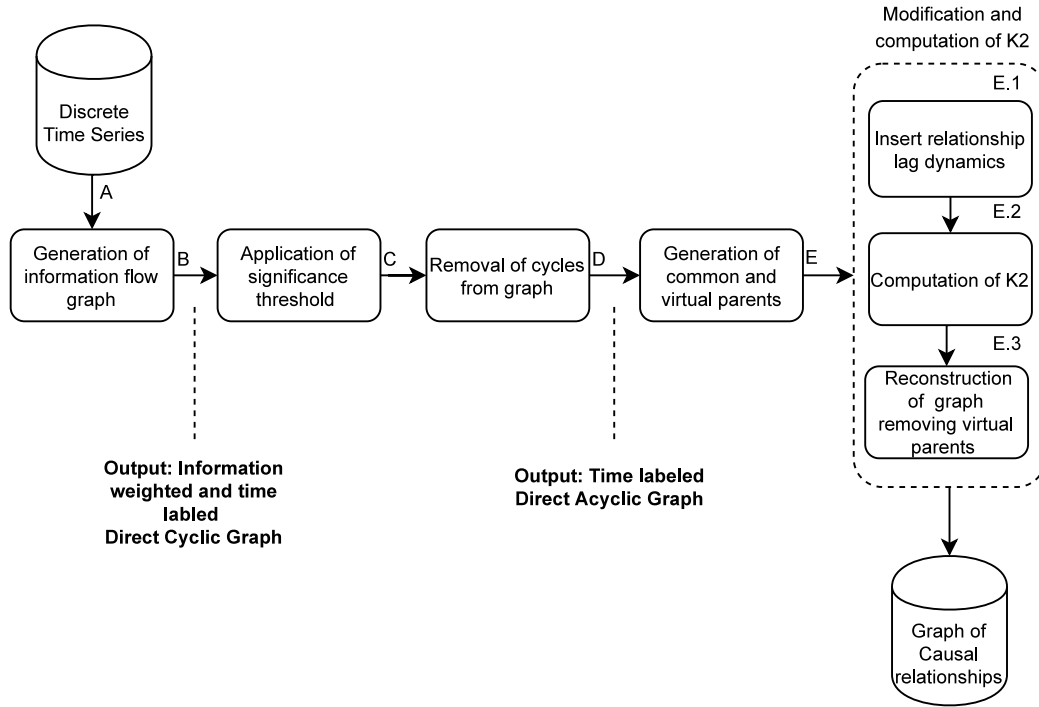 Modification and
computation of K2
Discrete
Time Series
A
Generation of
information flow
graph
B
Application of
significance
threshold
C
Removal of cycles
from graph
D
Generation of
common and
virtual parents
E
E.1
Insert relationship
lag dynamics
E.2
Computation of K2
E.3
Reconstruction
of graph
removing virtual
parents
Output: Information
weighted and time
labled
Direct Cyclic Graph
Output: Time labeled
Direct Acyclic Graph
Graph of
Causal
relationships